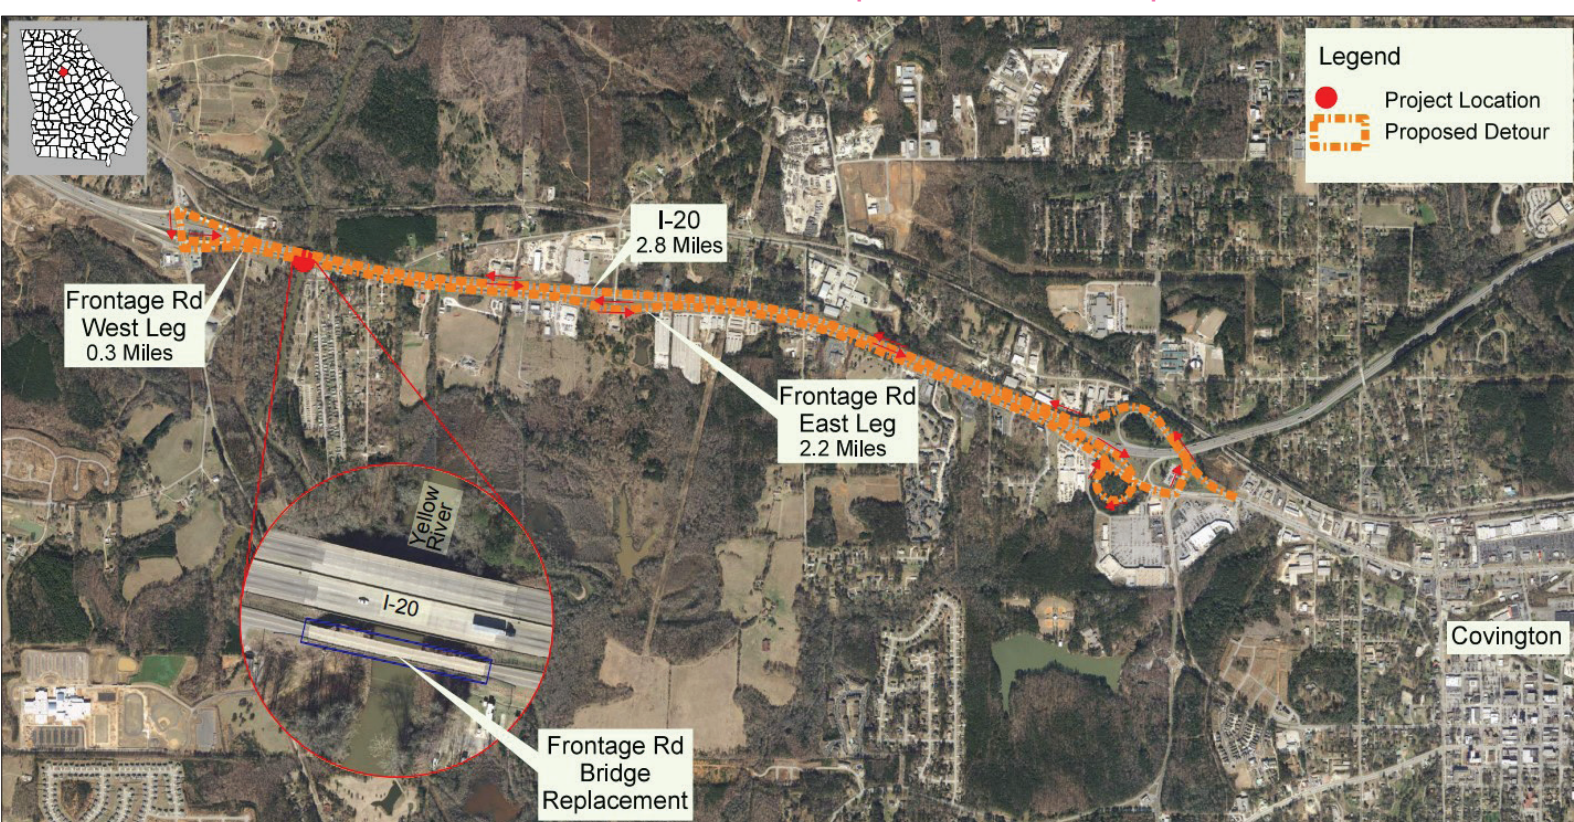 Legend
Project Location
Proposed Detour
I-20
2.8 Miles
Frontage Rd
West Leg
0.3 Miles
Frontage Rd
East Leg
2.2 Miles
Yellow
River
I-20
Covington
Frontage Rd
Bridge
Replacement